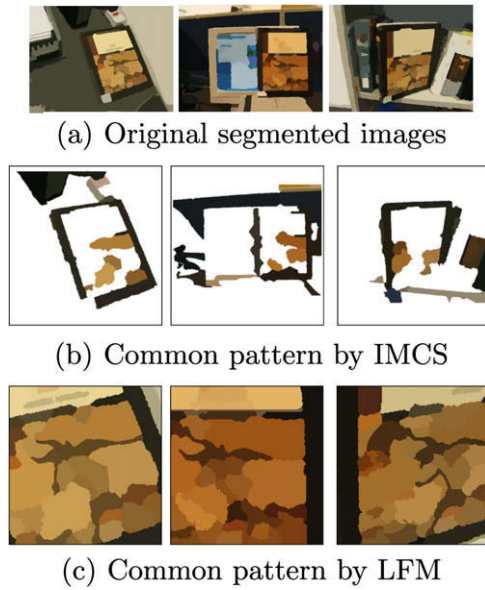 (a) Original segmented images
(b) Common pattern by IMCS
(c) Common pattern by LFM